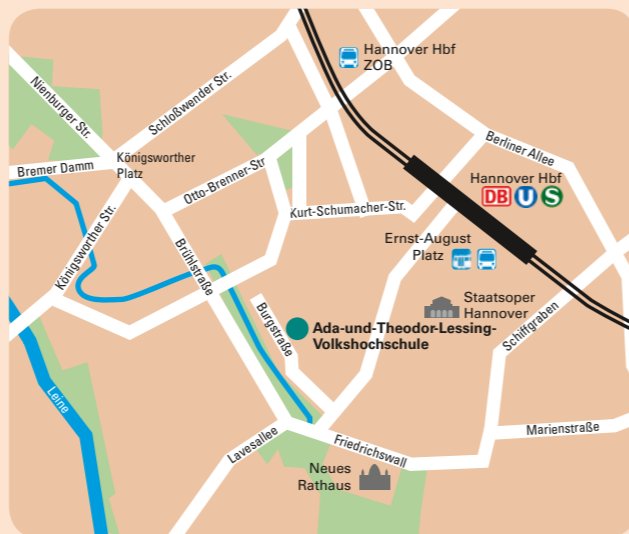 Hannover Hbf
ZOB
Nienburger Str.
Schloßwender Str.
Berliner Allee
Bremer Damm
Königsworther
Platz
Otto-Brenner-Str
Hannover Hbf
DB U S
Kurt-Schumacher-Str.
Königsworther Str.
Brühlstraße
Ernst-August
Platz
Staatsoper
Hannover
Burgstraße
Ada-und-Theodor-Lessing-
Volkshochschule
Schiffgraben
Leine
Marienstraße
Lavesallee
Friedrichswall
Neues
Rathaus